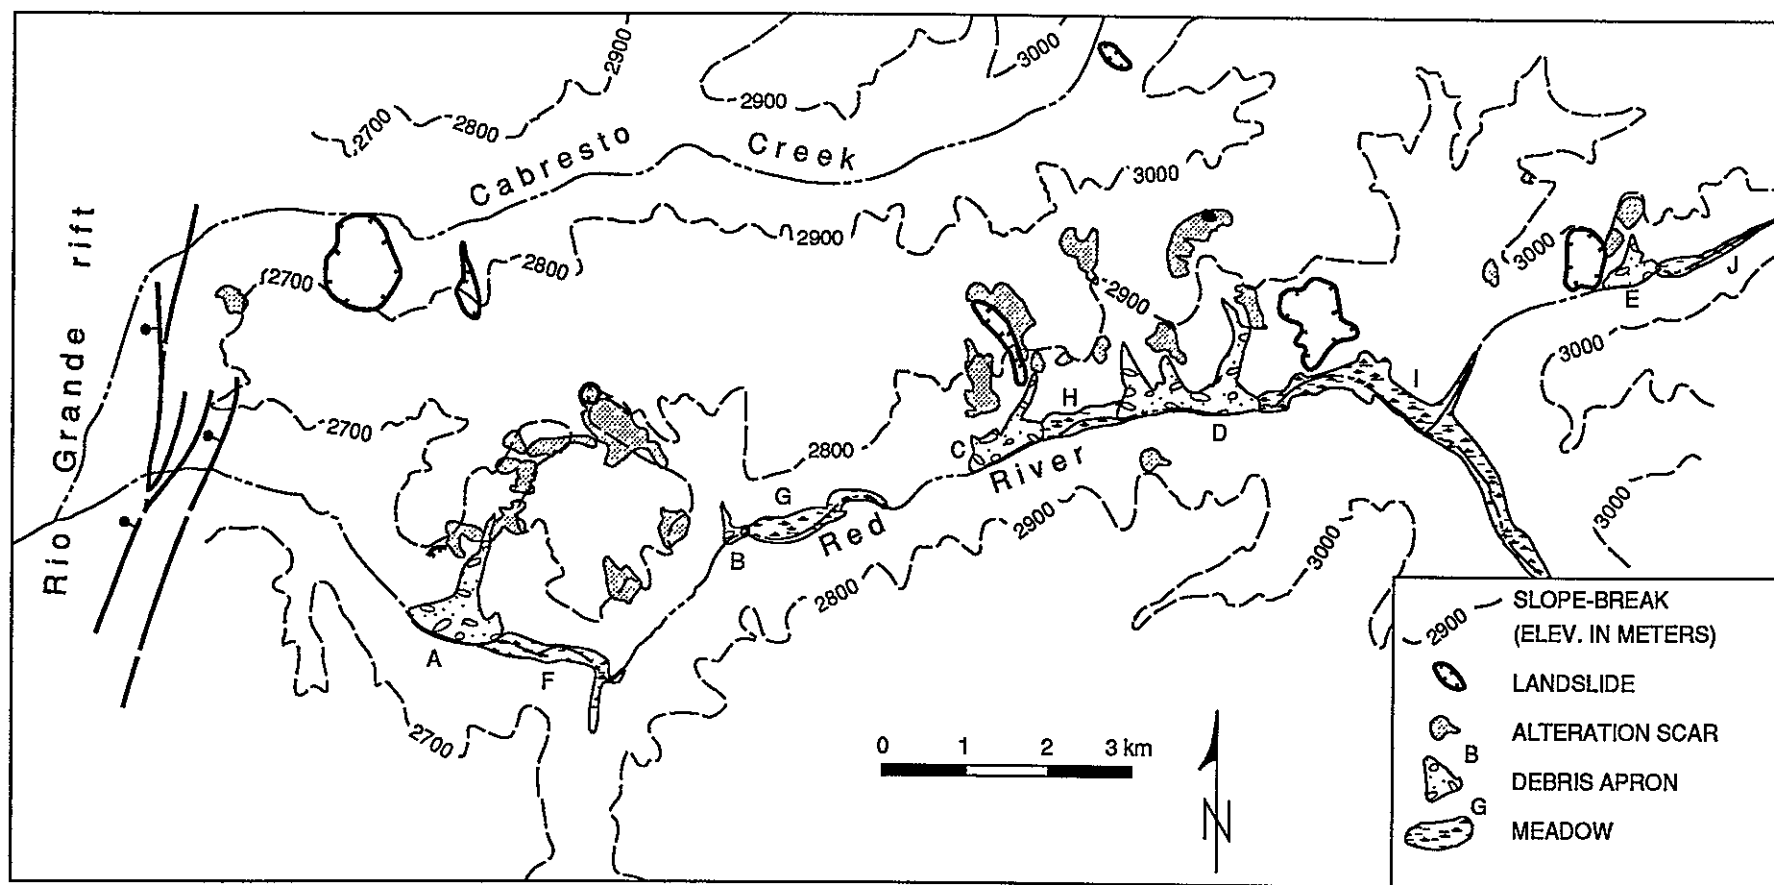 2900
3000
2900
2700
2800
Cabresto Creek
3000
2900
2800
2700
3000
2900
J
E
3000
Rio Grande rift
2700
I
H
D
C
2800
River
G
Red
B
2900
2800
3000
3000
A
F
2700
0 1 2 3 km
N
2900
SLOPE-BREAK
(ELEV. IN METERS)
LANDSLIDE
ALTERATION SCAR
B
DEBRIS APRON
G
MEADOW